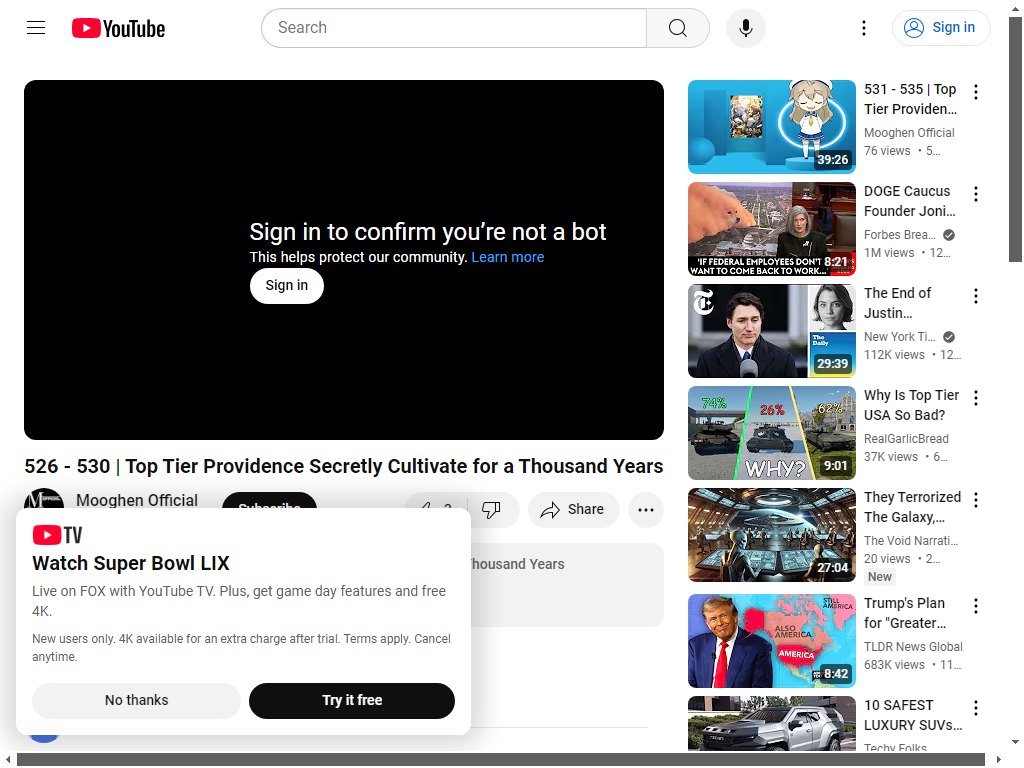 YouTube
Search
Sign in
Sign in to confirm you're not a bot
This helps protect our community. Learn more
Sign in
526 - 530 | Top Tier Providence Secretly Cultivate for a Thousand Years
Mooghen Official
Subscribe
Share
housand Years
TV
Watch Super Bowl LIX
Live on FOX with YouTube TV. Plus, get game day features and free
4K.
New users only. 4K available for an extra charge after trial. Terms apply. Cancel
anytime.
No thanks
Try it free
39:26
531 - 535 | Top
Tier Providen...
Mooghen Official
76 views • 5...
'IF FEDERAL EMPLOYEES DON'T
WANT TO COME BACK TO WORK...'
8:21
DOGE Caucus
Founder Joni...
Forbes Brea...
1M views • 12...
The
Daily
29:39
The End of
Justin...
New York Ti...
112K views • 12...
74%
26%
62%
WHY?
9:01
Why Is Top Tier
USA So Bad?
RealGarlicBread
37K views • 6...
27:04
They Terrorized
The Galaxy,...
The Void Narrati...
20 views • 2...
New
STILL
AMERICA
ALSO
AMERICA
AMERICA
8:42
Trump's Plan
for "Greater...
TLDR News Global
683K views • 11...
10 SAFEST
LUXURY SUVs...
Techy Folks